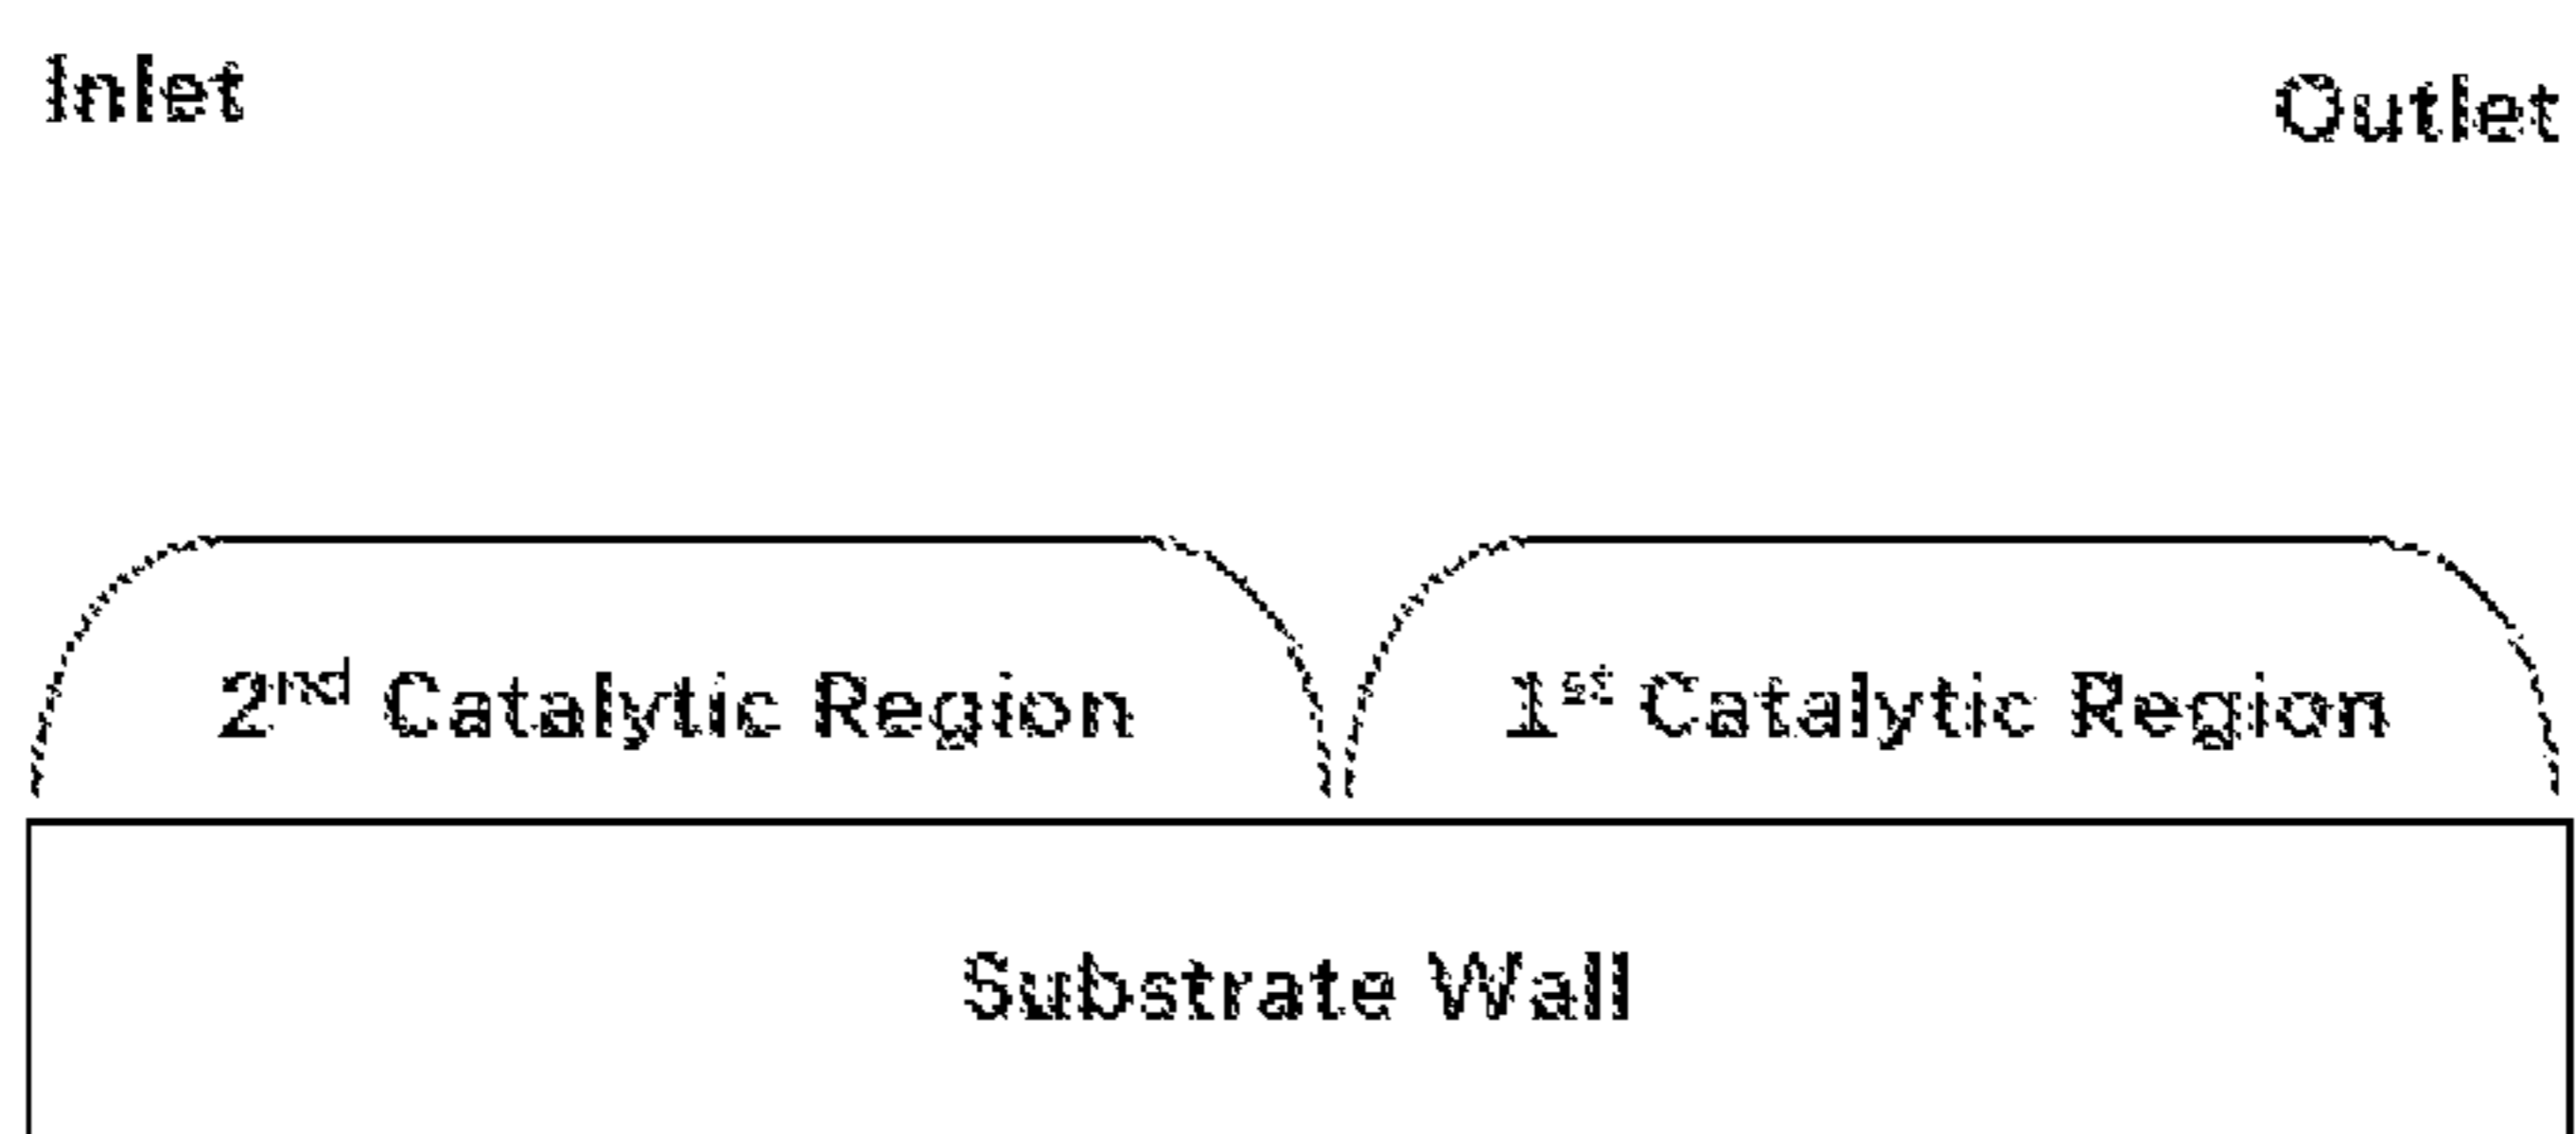 Inlet
Outlet
2nd Catalytic Region
1st Catalytic Region
Substrate Wall